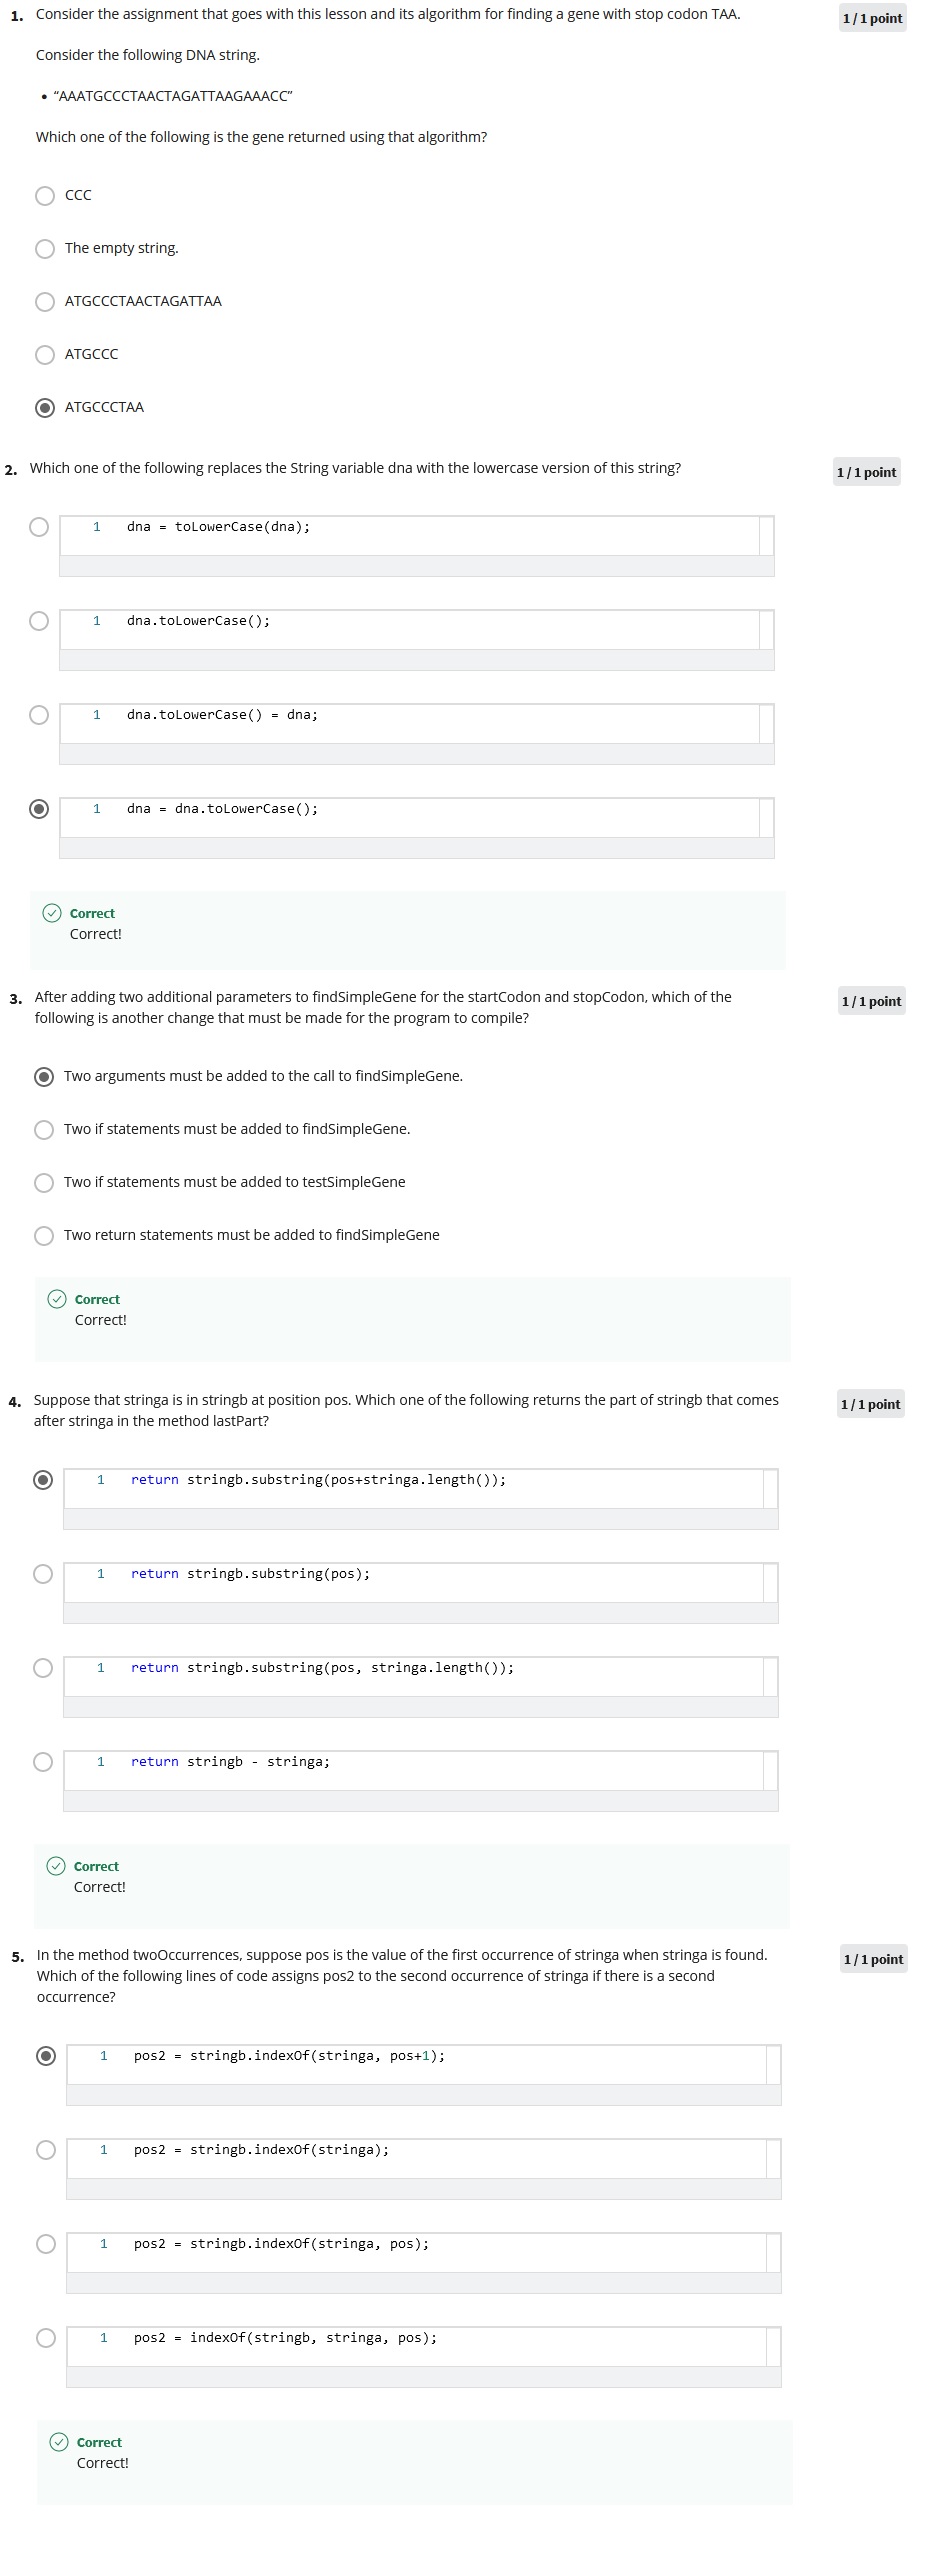 1. Consider the assignment that goes with this lesson and its algorithm for finding a gene with stop codon TAA.
1 / 1 point
Consider the following DNA string.
• “AAATGCCCTAACTAGATTAAGAAACC”
Which one of the following is the gene returned using that algorithm?
CCC
The empty string.
ATGCCCTAACTAGATTAA
ATGCCC
ATGCCCTAA
2. Which one of the following replaces the String variable dna with the lowercase version of this string?
1 / 1 point
1 dna = toLowerCase(dna);
1 dna.toLowerCase();
1 dna.toLowerCase() = dna;
1 dna = dna.toLowerCase();
Correct
Correct!
3. After adding two additional parameters to findSimpleGene for the startCodon and stopCodon, which of the
following is another change that must be made for the program to compile?
1 / 1 point
Two arguments must be added to the call to findSimpleGene.
Two if statements must be added to findSimpleGene.
Two if statements must be added to testSimpleGene
Two return statements must be added to findSimpleGene
Correct
Correct!
4. Suppose that stringa is in stringb at position pos. Which one of the following returns the part of stringb that comes
after stringa in the method lastPart?
1 / 1 point
1 return stringb.substring(pos+stringa.length());
1 return stringb.substring(pos);
1 return stringb.substring(pos, stringa.length());
1 return stringb - stringa;
Correct
Correct!
5. In the method twoOccurrences, suppose pos is the value of the first occurrence of stringa when stringa is found.
Which of the following lines of code assigns pos2 to the second occurrence of stringa if there is a second
occurrence?
1 / 1 point
1 pos2 = stringb.indexOf(stringa, pos+1);
1 pos2 = stringb.indexOf(stringa);
1 pos2 = stringb.indexOf(stringa, pos);
1 pos2 = indexOf(stringb, stringa, pos);
Correct
Correct!